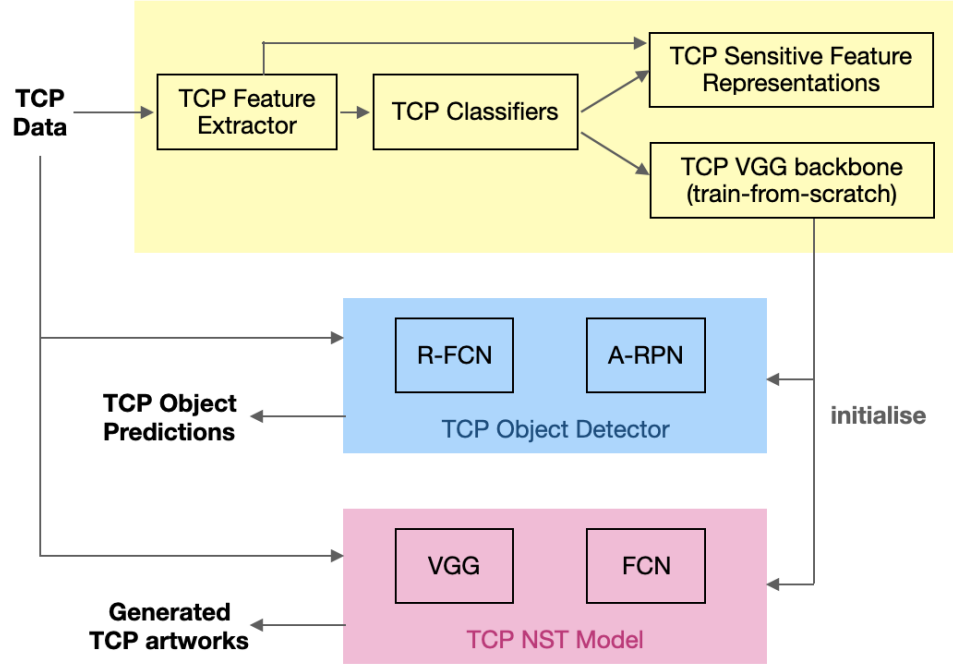 TCP
Data
TCP Feature
Extractor
TCP Classifiers
TCP Sensitive Feature
Representations
TCP VGG backbone
(train-from-scratch)
R-FCN
A-RPN
TCP Object Detector
TCP Object
Predictions
initialise
VGG
FCN
TCP NST Model
Generated
TCP artworks